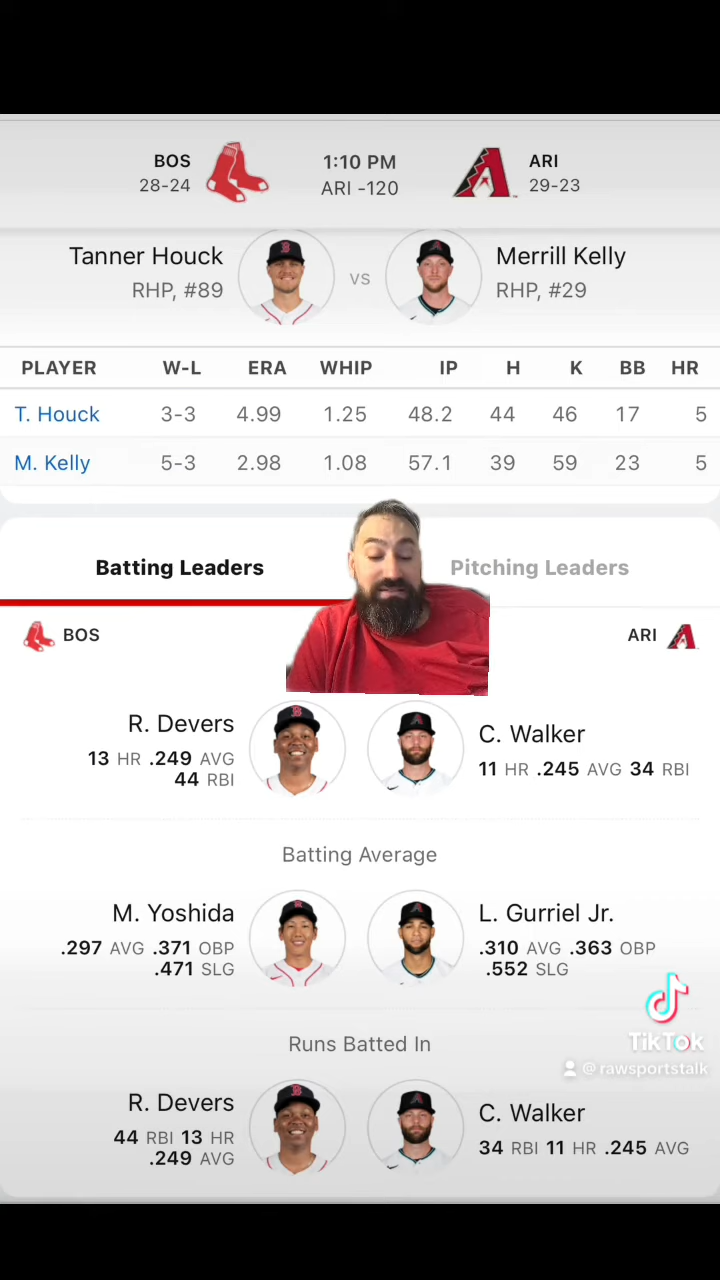 BOS
28-24
1:10 PM
ARI -120
ARI
29-23
Tanner Houck
RHP, #89
vs
Merrill Kelly
RHP, #29
PLAYER W-L ERA WHIP IP H K BB HR
T. Houck 3-3 4.99 1.25 48.2 44 46 17 5
M. Kelly 5-3 2.98 1.08 57.1 39 59 23 5
Batting Leaders
Pitching Leaders
BOS
ARI
R. Devers
13 HR .249 AVG
44 RBI
C. Walker
11 HR .245 AVG 34 RBI
Batting Average
M. Yoshida
.297 AVG .371 OBP
.471 SLG
L. Gurriel Jr.
.310 AVG .363 OBP
.552 SLG
TikTok
@rawsportstalk
Runs Batted In
R. Devers
44 RBI 13 HR
.249 AVG
C. Walker
34 RBI 11 HR .245 AVG